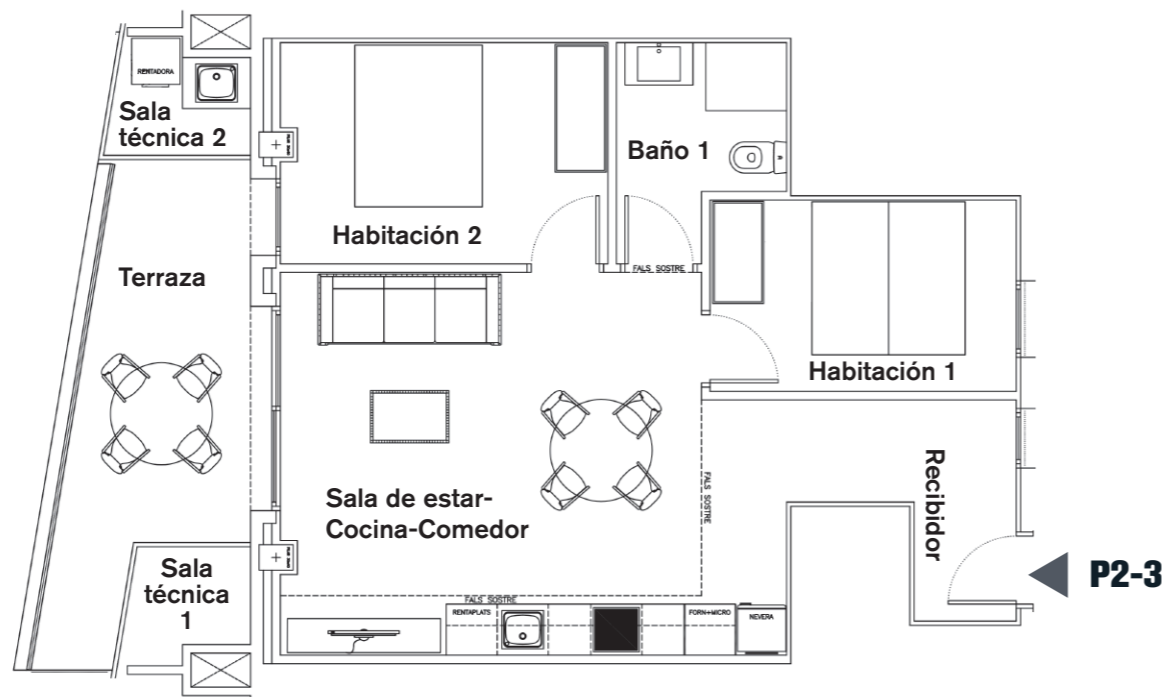 RENTADORA
Sala
técnica 2
Baño 1
Habitación 2
FALS SOSTRE
Terraza
Habitación 1
Sala de estar-
Cocina-Comedor
FALS SOSTRE
Recibidor
P2-3
Sala
técnica
1
FALS SOSTRE
RENTAPLATS
FORN+MICRO
NEVERA